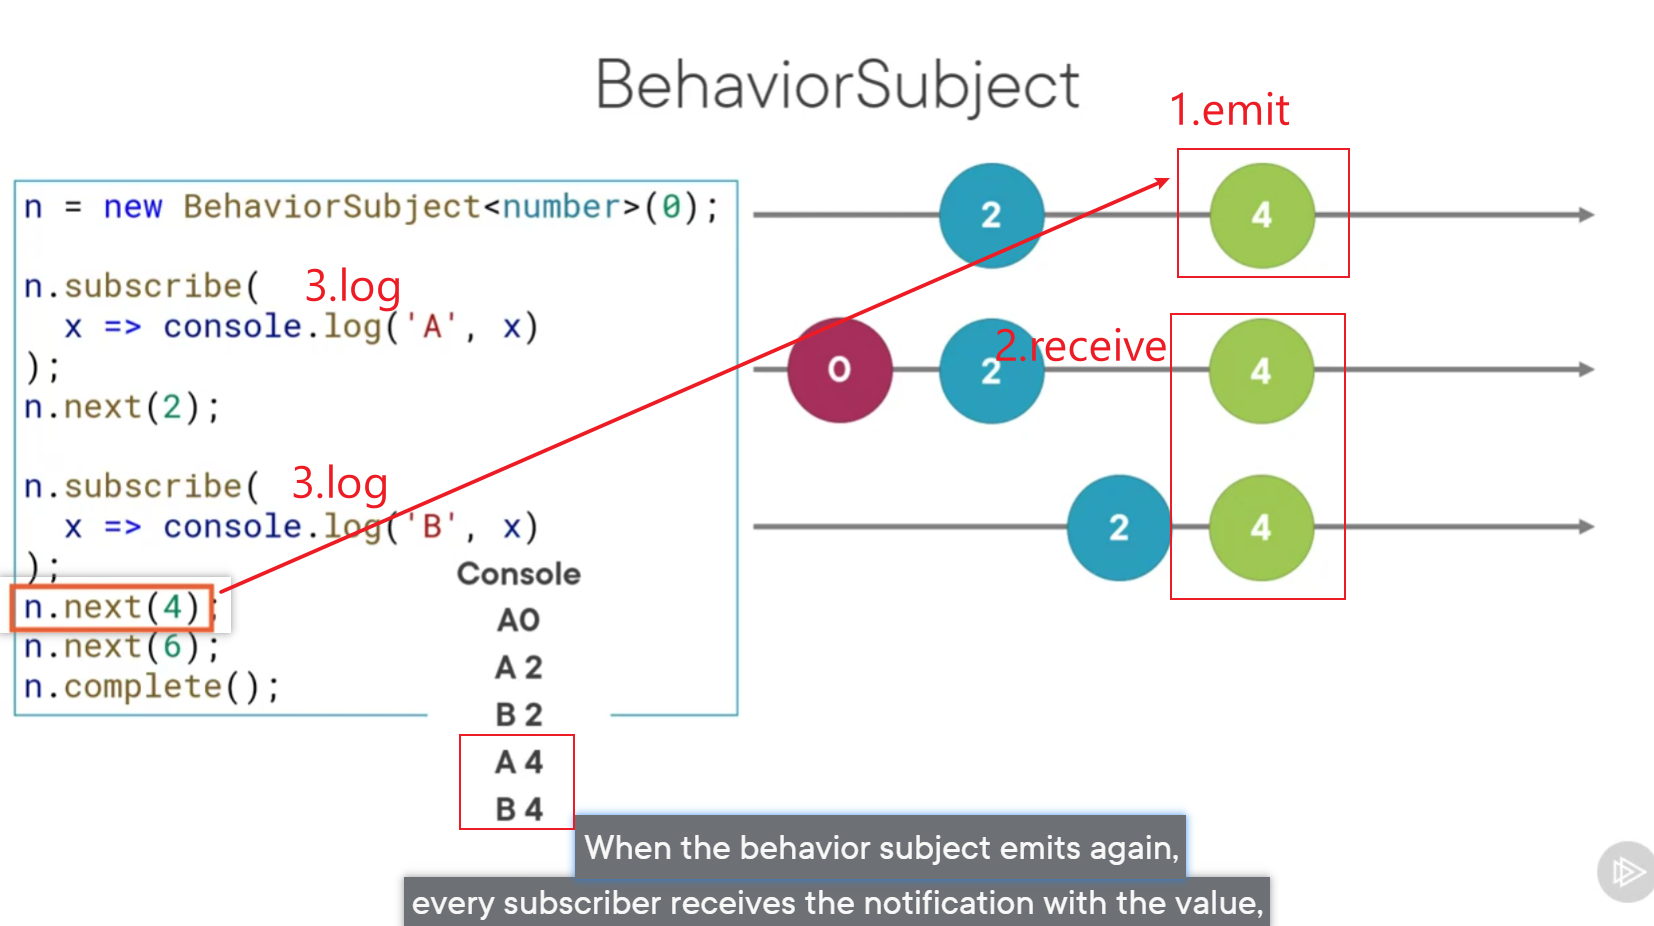 BehaviorSubject
1.emit
n = new BehaviorSubject<number>(0);
n.subscribe( 3.log
x => console.log('A', x)
);
n.next(2);
n.subscribe( 3.log
x => console.log('B', x)
);
n.next(4);
n.next(6);
n.complete();
2 4
0 2 2.receive 4
2 4
Console
A0
A 2
B 2
A 4
B 4
When the behavior subject emits again,
every subscriber receives the notification with the value,